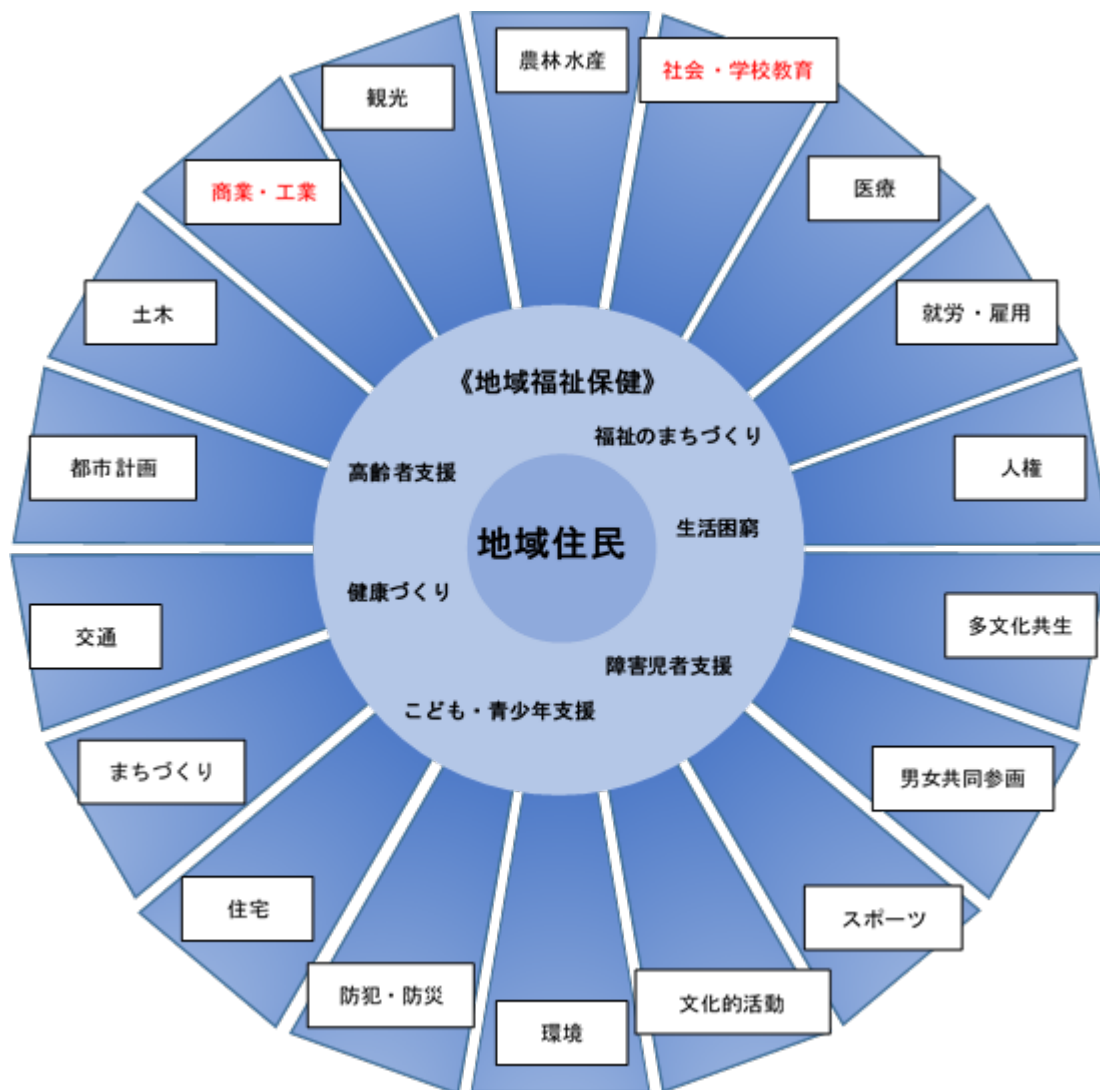 農林水産
社会・学校教育
観光
医療
商業・工業
土木
就労・雇用
《地域福祉保健》
福祉のまちづくり
都市計画
高齢者支援
人権
生活困窮
地域住民
健康づくり
交通
多文化共生
障害児者支援
こども・青少年支援
まちづくり
男女共同参画
住宅
スポーツ
防犯・防災
文化的活動
環境